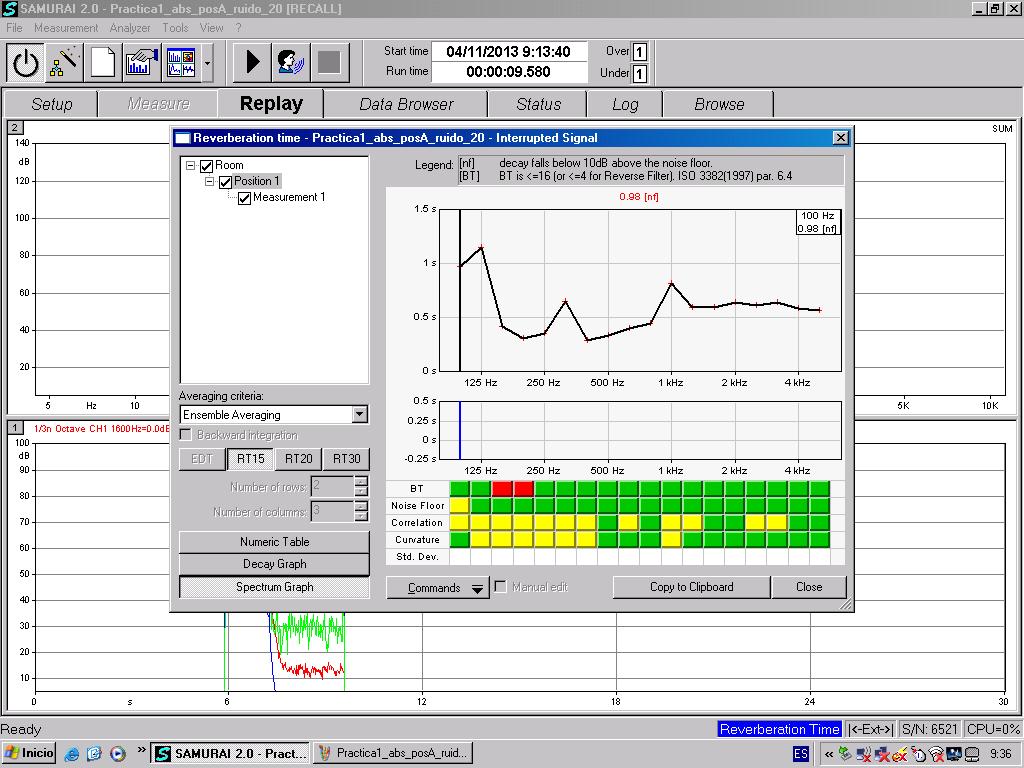 SAMURAI 2.0 - Practica1_abs_posA_ruido_20 [RECALL]
File Measurement Analyzer Tools View ?
Start time 04/11/2013 9:13:40 Over 1
Run time 00:00:09.580 Under 1
Setup Measure Replay Data Browser Status Log Browse
2
SUM
140
dB
120
100
80
60
40
20
5 Hz 10 5K 10K
Reverberation time - Practica1_abs_posA_ruido_20 - Interrupted Signal
Room
Position 1
Measurement 1
Legend: [nf] decay falls below 10dB above the noise floor.
[BT] BT is <=16 (or <=4 for Reverse Filter). ISO 3382(1997) par. 6.4
0.98 [nf]
100 Hz
0.98 [nf]
1.5 s
1 s
0.5 s
0 s
125 Hz 250 Hz 500 Hz 1 kHz 2 kHz 4 kHz
0.5 s
0.25 s
0 s
-0.25 s
125 Hz 250 Hz 500 Hz 1 kHz 2 kHz 4 kHz
BT
Noise Floor
Correlation
Curvature
Std. Dev.
Averaging criteria:
Ensemble Averaging
Backward integration
EDT RT15 RT20 RT30
Number of rows: 2
Number of columns: 3
Numeric Table
Decay Graph
Spectrum Graph
Commands Manual edit Copy to Clipboard Close
1 1/3n Octave CH1 1600Hz=0.0dB
100
dB
90
80
70
60
50
40
30
20
10
0 s 6 12 18 24 30
Ready Reverberation Time |<-Ext->| S/N: 6521 CPU=0%
Inicio » SAMURAI 2.0 - Pract... Practica1_abs_posA_ruid... ES « 9:36